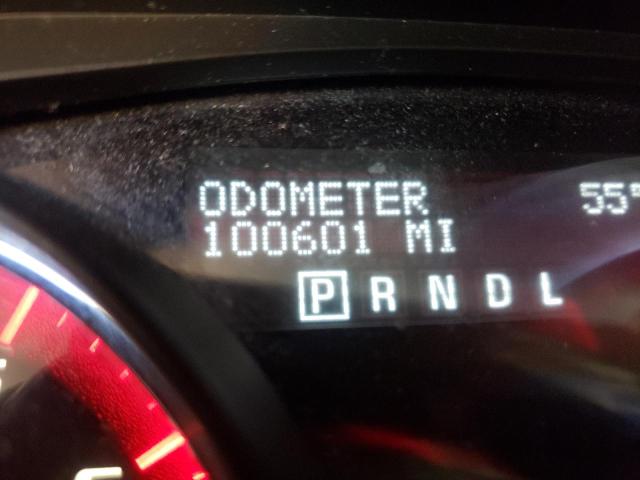 ODOMETER 55°
100601 MI
P R N D L